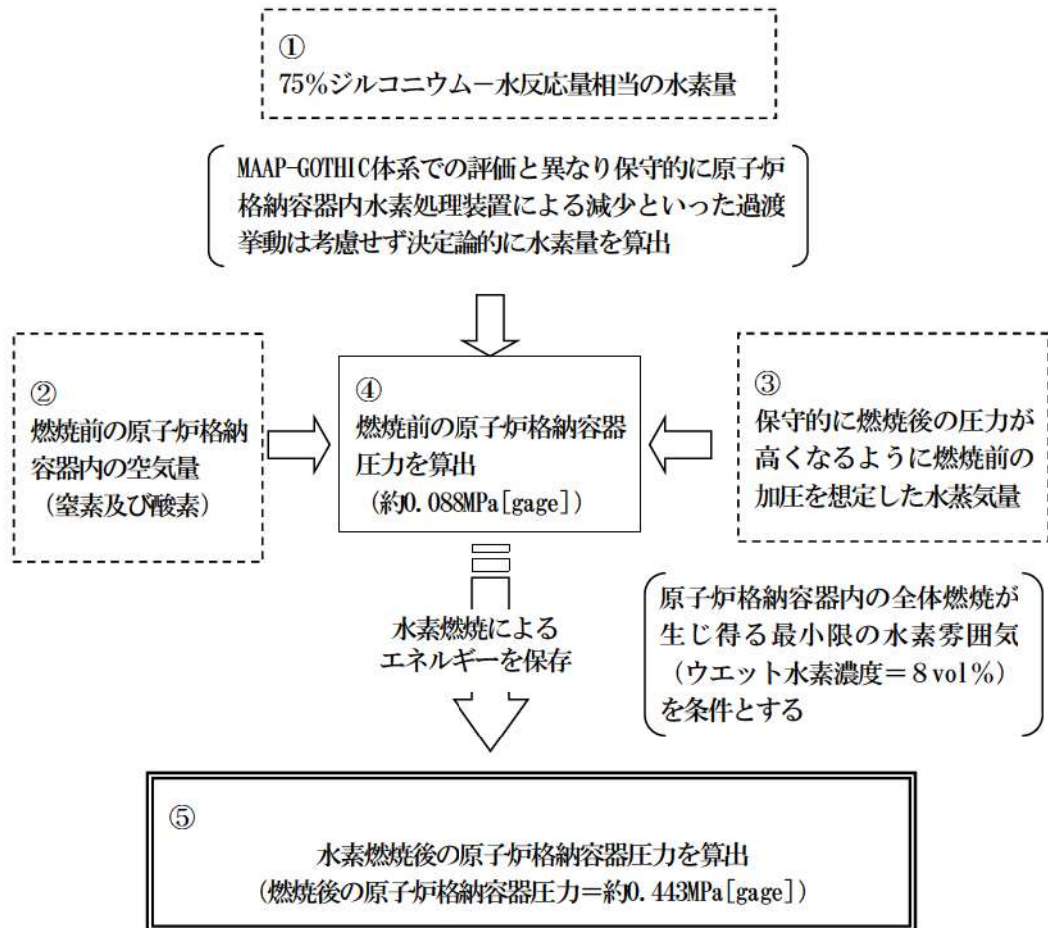 ①
75%ジルコニウム－水反応量相当の水素量
MAAP-GOTHIC体系での評価と異なり保守的に原子炉
格納容器内水素処理装置による減少といった過渡
挙動は考慮せず決定論的に水素量を算出
②
燃焼前の原子炉格納
容器内の空気量
（窒素及び酸素）
④
燃焼前の原子炉格納容器
圧力を算出
(約0.088MPa[gage])
③
保守的に燃焼後の圧力が
高くなるように燃焼前の
加圧を想定した水蒸気量
水素燃焼による
エネルギーを保存
原子炉格納容器内の全体燃焼が
生じ得る最小限の水素雰囲気
（ウエット水素濃度＝８vol％）
を条件とする
⑤
水素燃焼後の原子炉格納容器圧力を算出
(燃焼後の原子炉格納容器圧力＝約0.443MPa[gage])